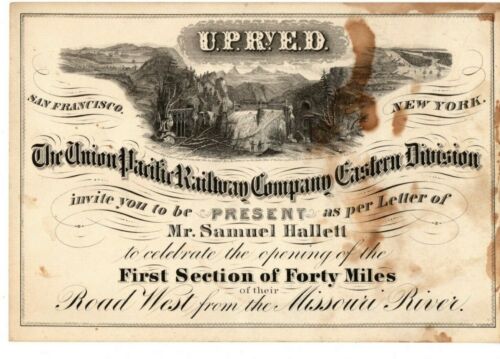 U.P.RY.E.D.
SAN FRANCISCO.
NEW YORK.
The Union Pacific Railway Company Eastern Division
invite you to be PRESENT as per Letter of
Mr. Samuel Hallett
to celebrate the opening of the
First Section of Forty Miles
of their
Road West from the Missouri River.